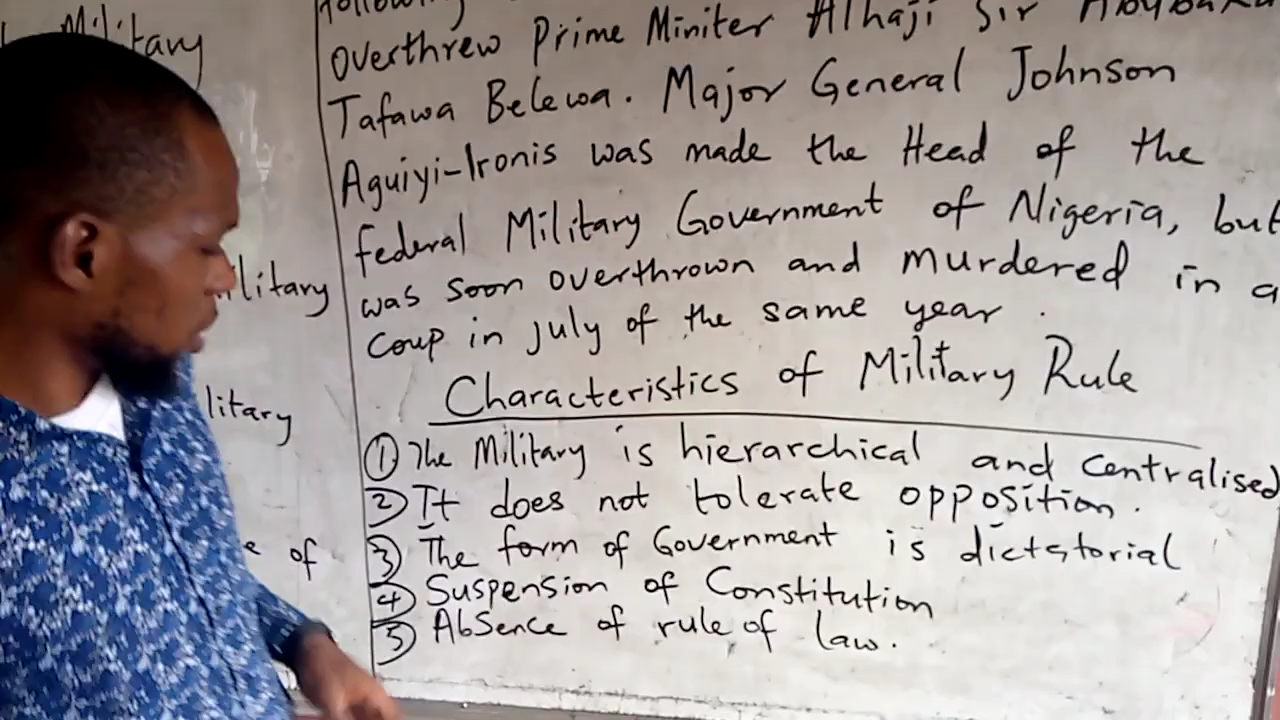 Military
following
overthrew Prime Miniter Alhaji Sir Abubakar
Tafawa Belewa. Major General Johnson
Aguiyi-Ironis was made the Head of the
federal Military Government of Nigeria, but
was soon overthrown and murdered in a
coup in july of the same year.
Characteristics of Military Rule
① The Military is hierarchical and Centralised
② It does not tolerate opposition.
③ The form of Government is dictatorial
④ Suspension of Constitution
⑤ Absence of rule of law.
military
litary
e of